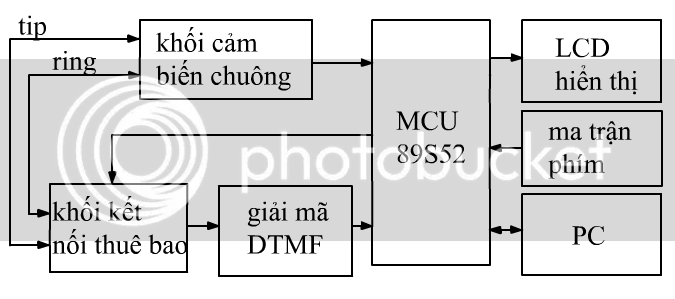 tip
ring
khối cảm
biến chuông
MCU
89S52
LCD
hiển thị
ma trận
phím
PC
khối kết
nối thuê bao
giải mã
DTMF
photobucket